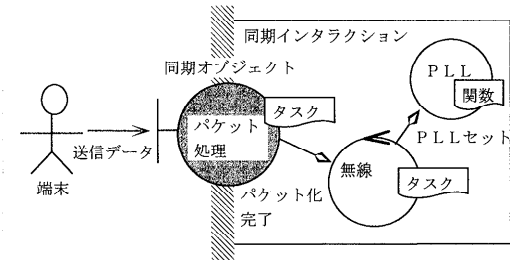 同期インタラクション
同期オブジェクト
PLL
関数
タスク
パケット
処理
PLLセット
送信データ
無線
タスク
端末
パケット化
完了